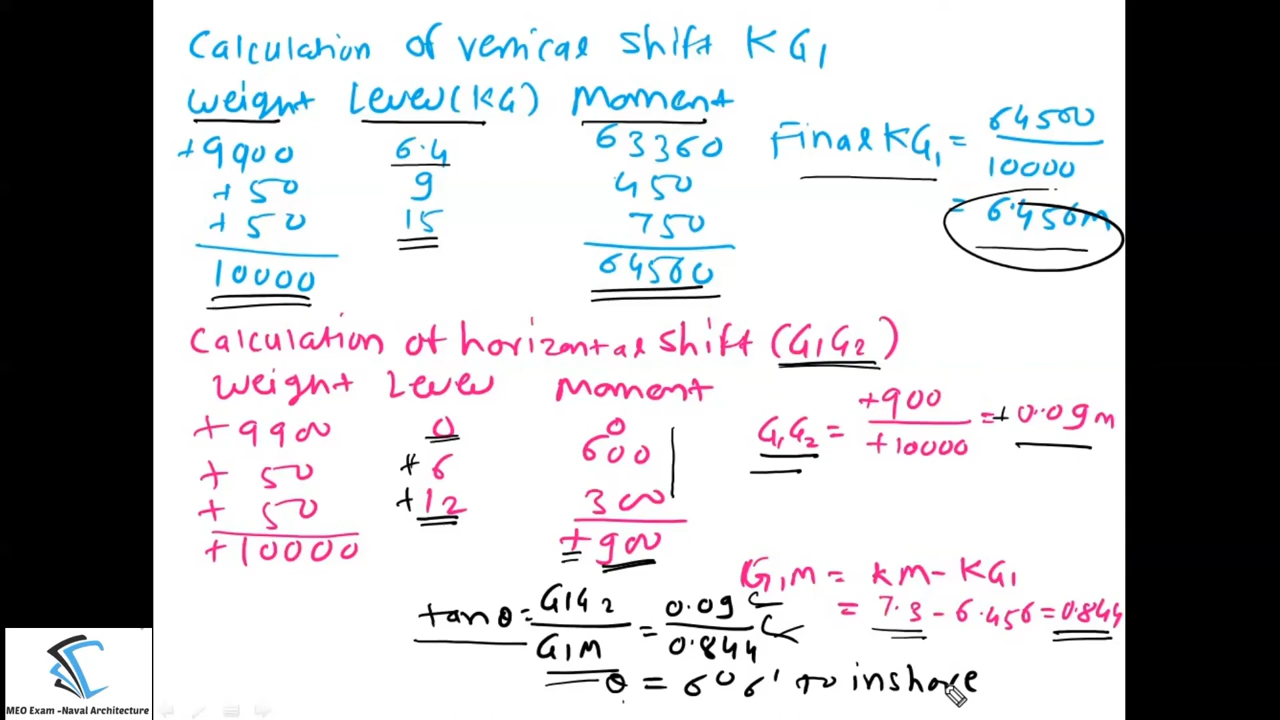 Calculation of vertical shift KG1
Weight Lever(KG) Moment
+9900 6.4 63360
+50 9 450
+50 15 750
10000 64560
Final KG1 = 64560
10000
= 6.456m
Calculation of horizontal shift (G1G2)
Weight Lever Moment
+9900 0 0
+50 +6 600
+50 +12 300
+10000 +900
G1G2 = +900 = +0.09m
+10000
G1M = KM - KG1
= 7.3 - 6.456 = 0.844
tanθ = G1G2 = 0.09
G1M 0.844
θ = 6°6' to inshore
MEO Exam -Naval Architecture